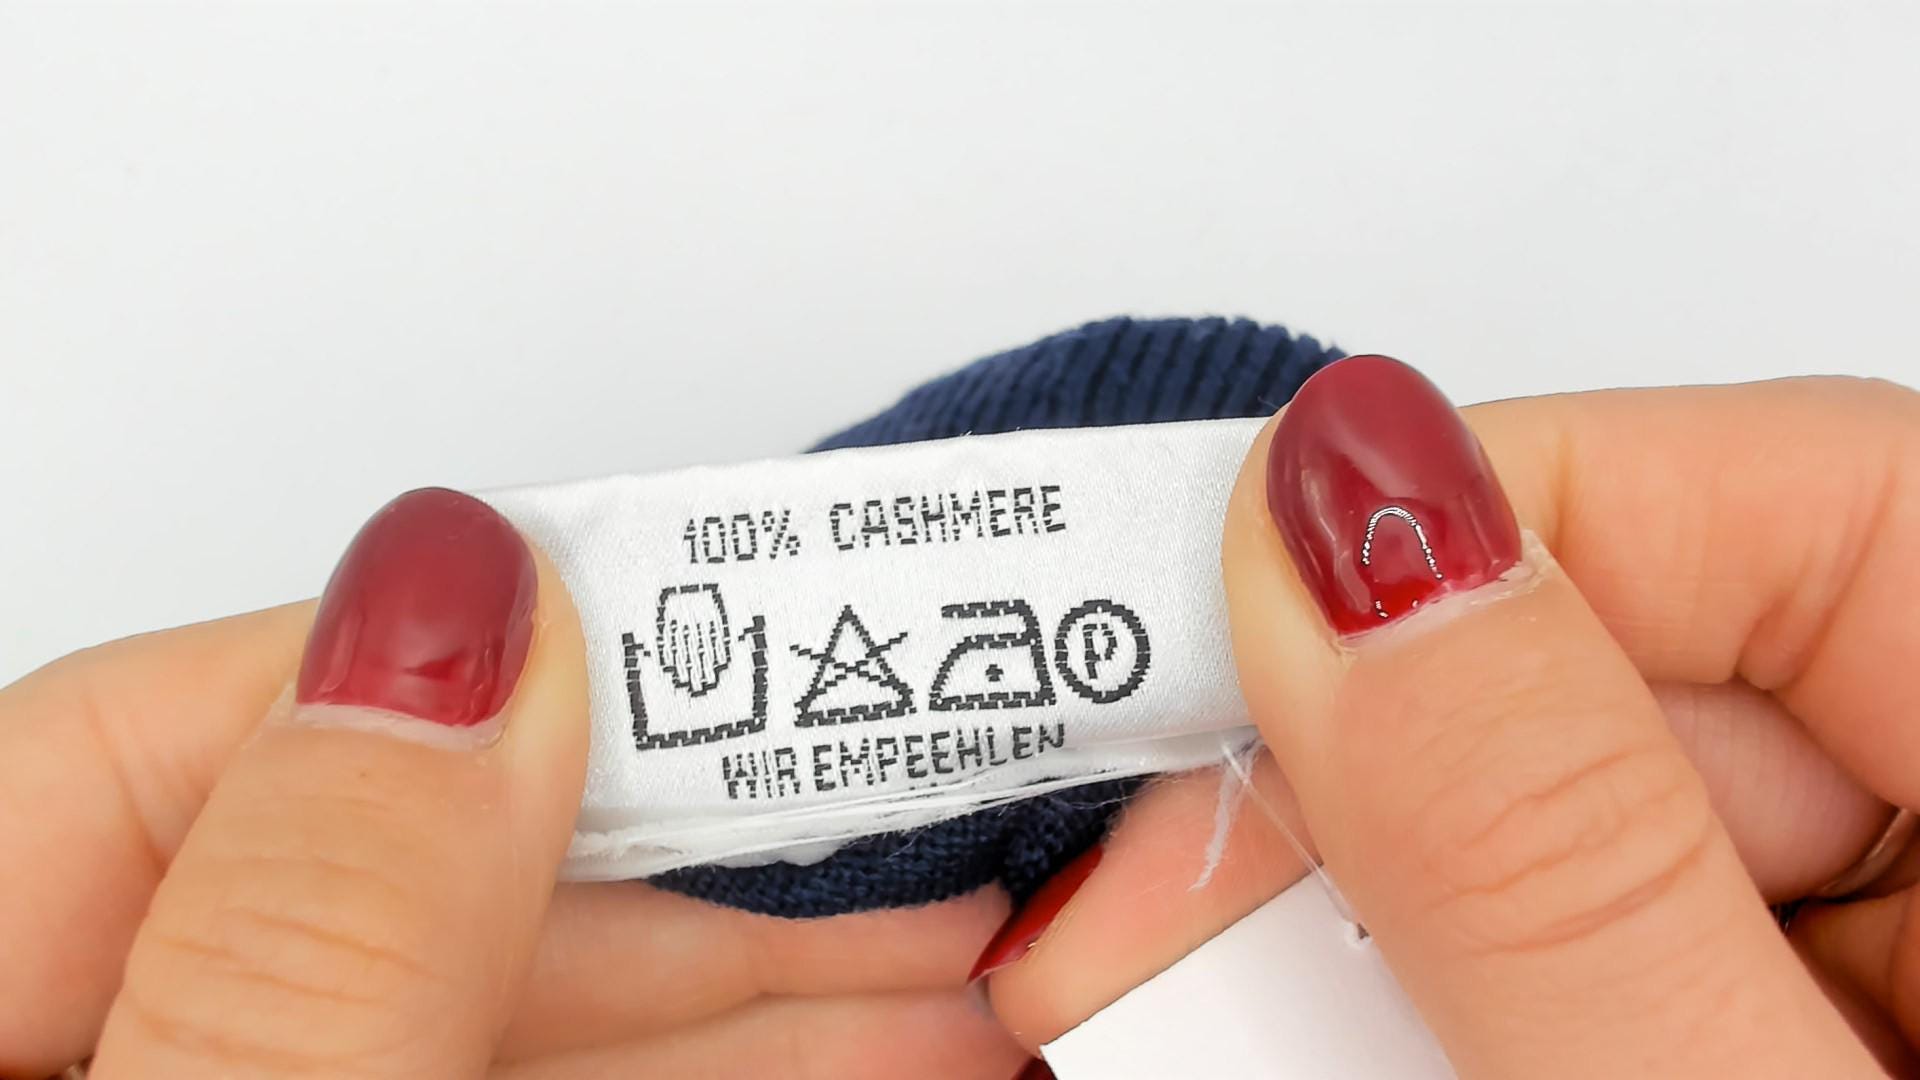 100% CASHMERE
P
WIR EMPFEHLEN